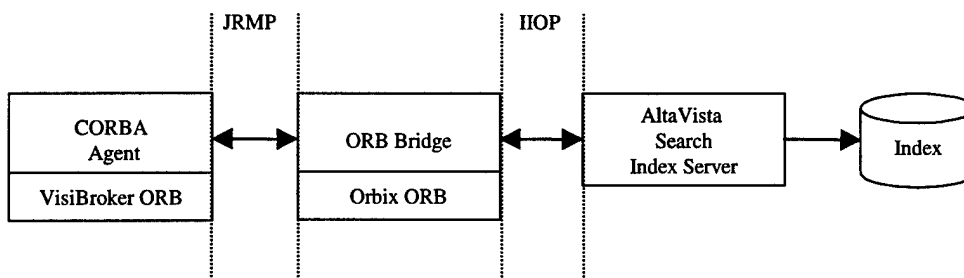 JRMP
IIOP
CORBA
Agent
VisiBroker ORB
ORB Bridge
Orbix ORB
AltaVista
Search
Index Server
Index